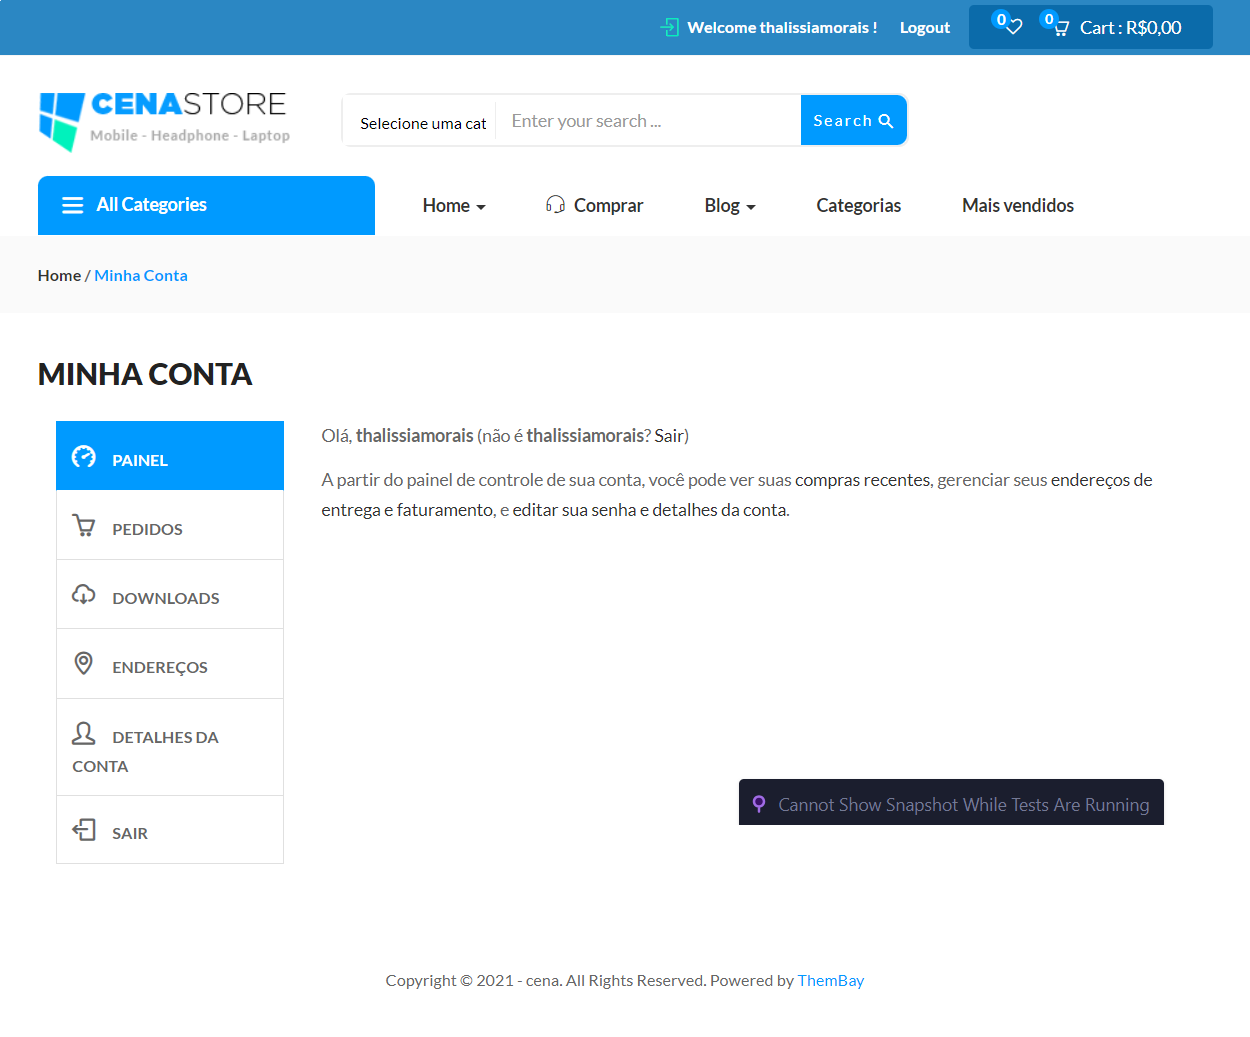 Welcome thalissiamorais !
Logout
0
0
Cart : R$0,00
CENASTORE
Mobile - Headphone - Laptop
Selecione uma cat
Enter your search ...
Search
All Categories
Home
Comprar
Blog
Categorias
Mais vendidos
Home / Minha Conta
MINHA CONTA
PAINEL
PEDIDOS
DOWNLOADS
ENDEREÇOS
DETALHES DA
CONTA
SAIR
Olá, thalissiamorais (não é thalissiamorais? Sair)
A partir do painel de controle de sua conta, você pode ver suas compras recentes, gerenciar seus endereços de
entrega e faturamento, e editar sua senha e detalhes da conta.
Cannot Show Snapshot While Tests Are Running
Copyright © 2021 - cena. All Rights Reserved. Powered by ThemBay